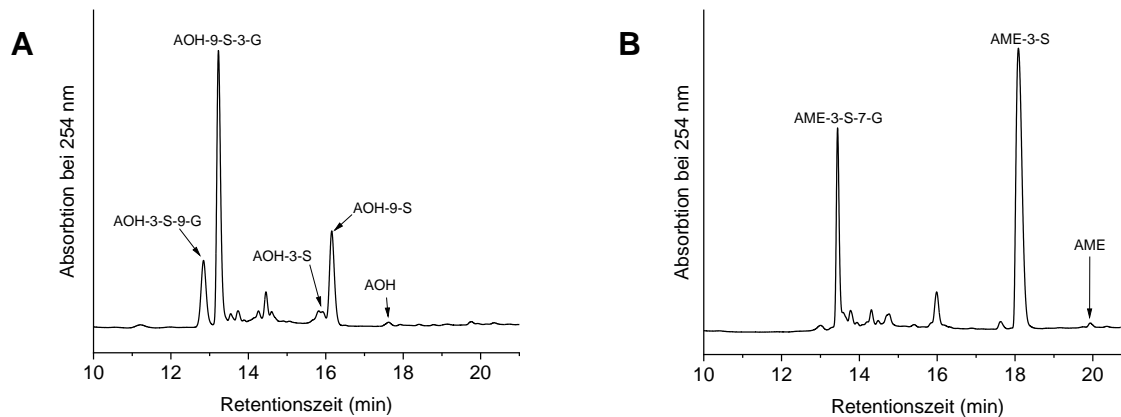 A
AOH-9-S-3-G
AOH-3-S-9-G
AOH-3-S
AOH-9-S
AOH
Absorbtion bei 254 nm
10 12 14 16 18 20
Retentionszeit (min)
B
AME-3-S
AME-3-S-7-G
AME
Absorbtion bei 254 nm
10 12 14 16 18 20
Retentionszeit (min)